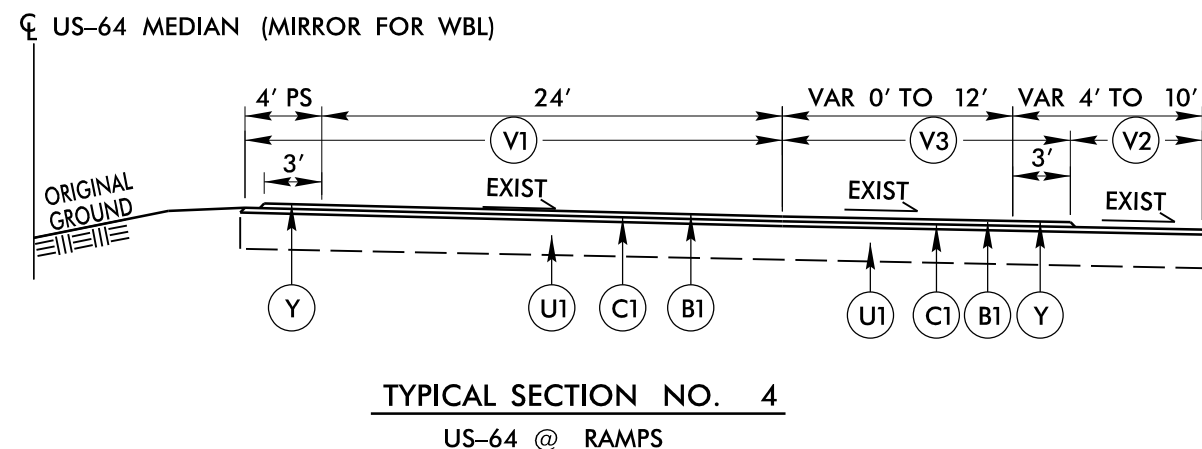 ℄ US–64 MEDIAN (MIRROR FOR WBL)
4' PS 24' VAR 0' TO 12' VAR 4' TO 10'
V1 V3 V2
3' 3'
ORIGINAL
GROUND
EXIST EXIST EXIST
Y U1 C1 B1 U1 C1 B1 Y
TYPICAL SECTION NO. 4
US–64 @ RAMPS